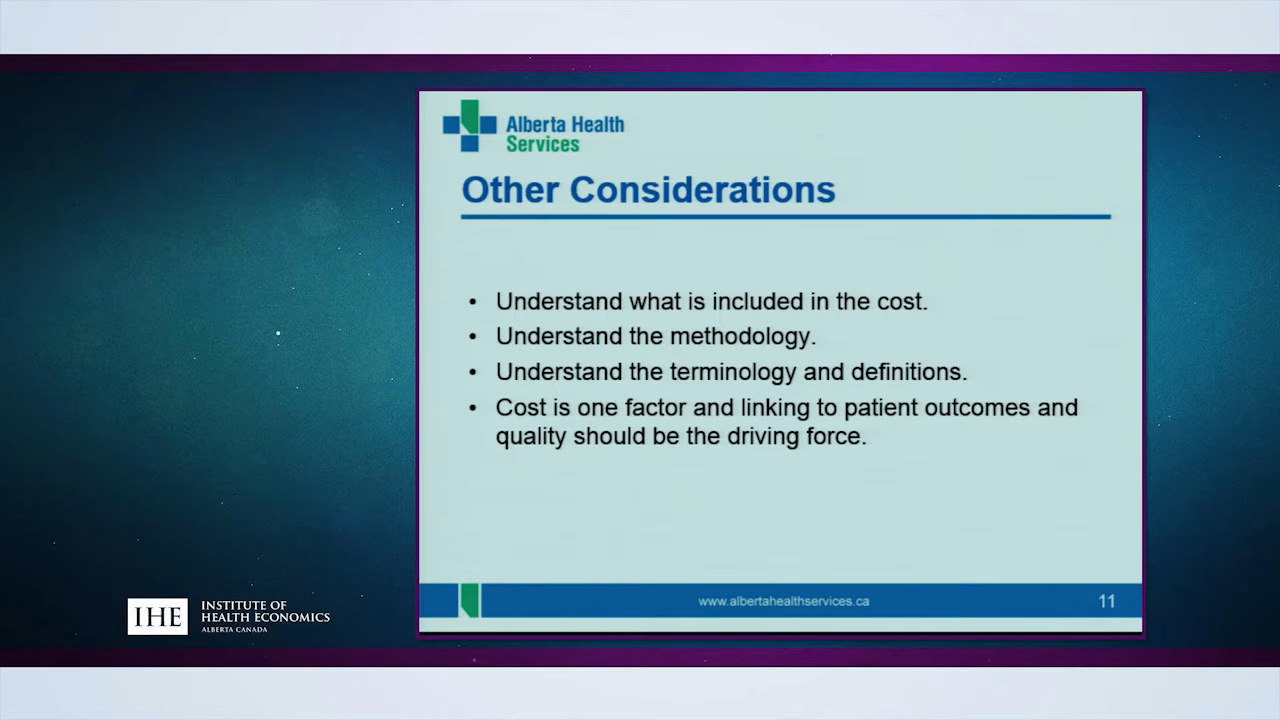 Alberta Health
Services
Other Considerations
• Understand what is included in the cost.
• Understand the methodology.
• Understand the terminology and definitions.
• Cost is one factor and linking to patient outcomes and
quality should be the driving force.
www.albertahealthservices.ca
11
IHE
INSTITUTE OF
HEALTH ECONOMICS
ALBERTA CANADA